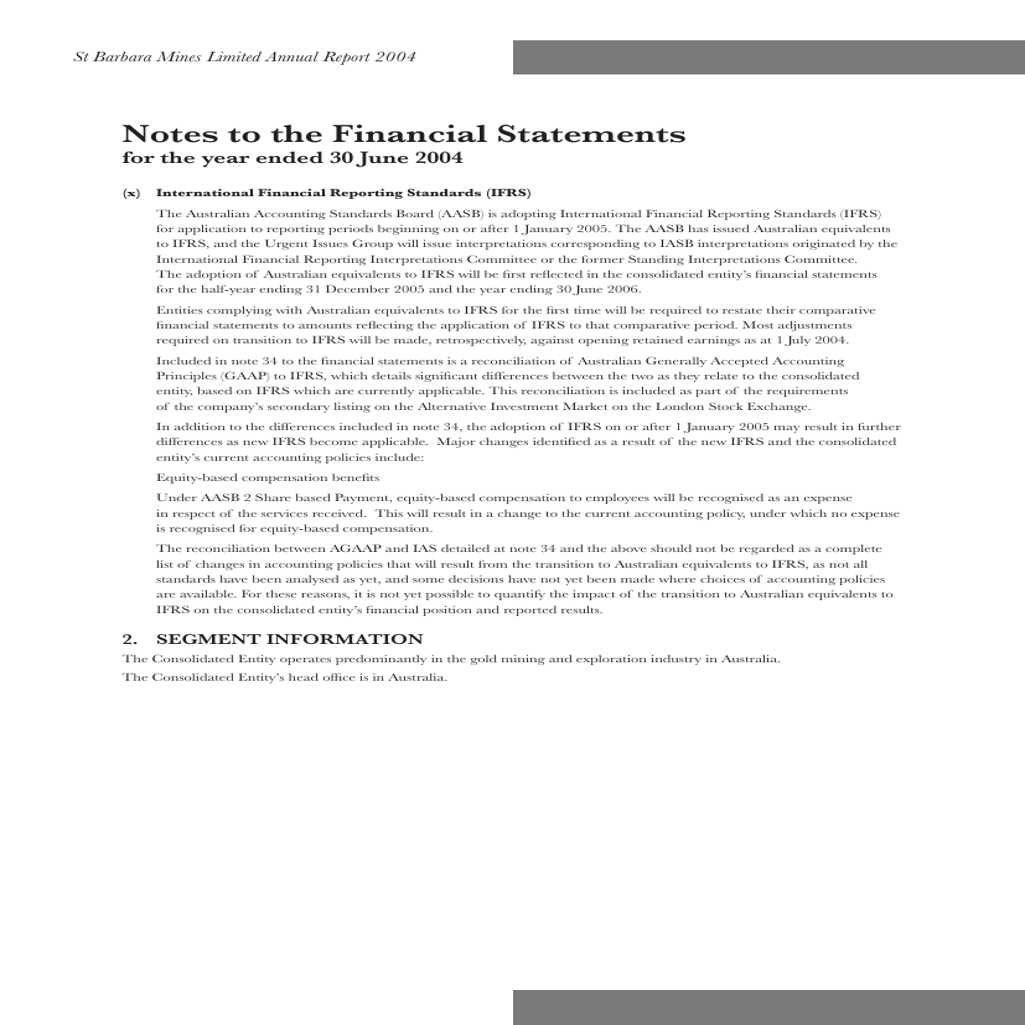 St Barbara Mines Limited Annual Report 2004
Notes to the Financial Statements
for the year ended 30 June 2004
(x) International Financial Reporting Standards (IFRS)
The Australian Accounting Standards Board (AASB) is adopting International Financial Reporting Standards (IFRS)
for application to reporting periods beginning on or after 1 January 2005. The AASB has issued Australian equivalents
to IFRS, and the Urgent Issues Group will issue interpretations corresponding to IASB interpretations originated by the
International Financial Reporting Interpretations Committee or the former Standing Interpretations Committee.
The adoption of Australian equivalents to IFRS will be first reflected in the consolidated entity's financial statements
for the half-year ending 31 December 2005 and the year ending 30 June 2006.
Entities complying with Australian equivalents to IFRS for the first time will be required to restate their comparative
financial statements to amounts reflecting the application of IFRS to that comparative period. Most adjustments
required on transition to IFRS will be made, retrospectively, against opening retained earnings as at 1 July 2004.
Included in note 34 to the financial statements is a reconciliation of Australian Generally Accepted Accounting
Principles (GAAP) to IFRS, which details significant differences between the two as they relate to the consolidated
entity, based on IFRS which are currently applicable. This reconciliation is included as part of the requirements
of the company's secondary listing on the Alternative Investment Market on the London Stock Exchange.
In addition to the differences included in note 34, the adoption of IFRS on or after 1 January 2005 may result in further
differences as new IFRS become applicable. Major changes identified as a result of the new IFRS and the consolidated
entity's current accounting policies include:
Equity-based compensation benefits
Under AASB 2 Share based Payment, equity-based compensation to employees will be recognised as an expense
in respect of the services received. This will result in a change to the current accounting policy, under which no expense
is recognised for equity-based compensation.
The reconciliation between AGAAP and IAS detailed at note 34 and the above should not be regarded as a complete
list of changes in accounting policies that will result from the transition to Australian equivalents to IFRS, as not all
standards have been analysed as yet, and some decisions have not yet been made where choices of accounting policies
are available. For these reasons, it is not yet possible to quantify the impact of the transition to Australian equivalents to
IFRS on the consolidated entity's financial position and reported results.
2. SEGMENT INFORMATION
The Consolidated Entity operates predominantly in the gold mining and exploration industry in Australia.
The Consolidated Entity's head office is in Australia.